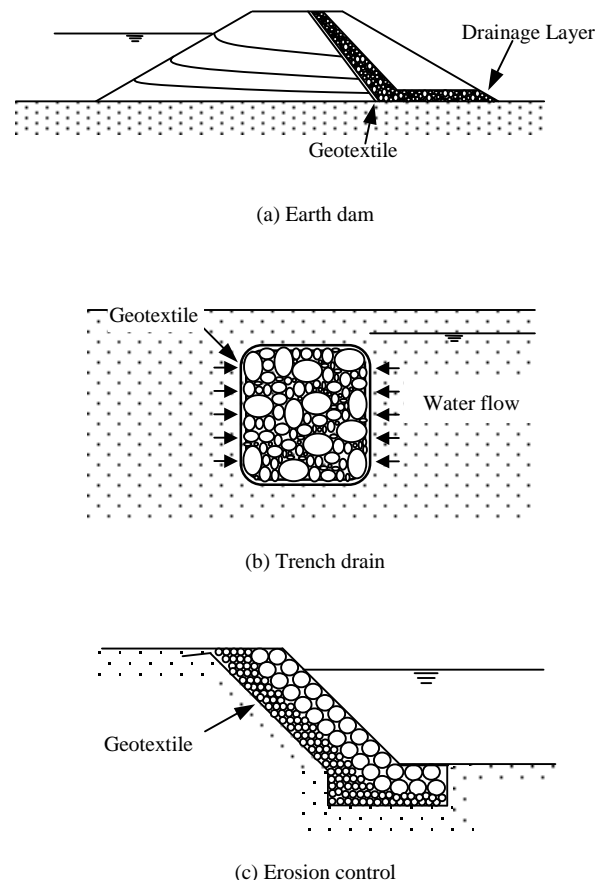 Drainage Layer
Geotextile
(a) Earth dam
Geotextile
Water flow
(b) Trench drain
Geotextile
(c) Erosion control